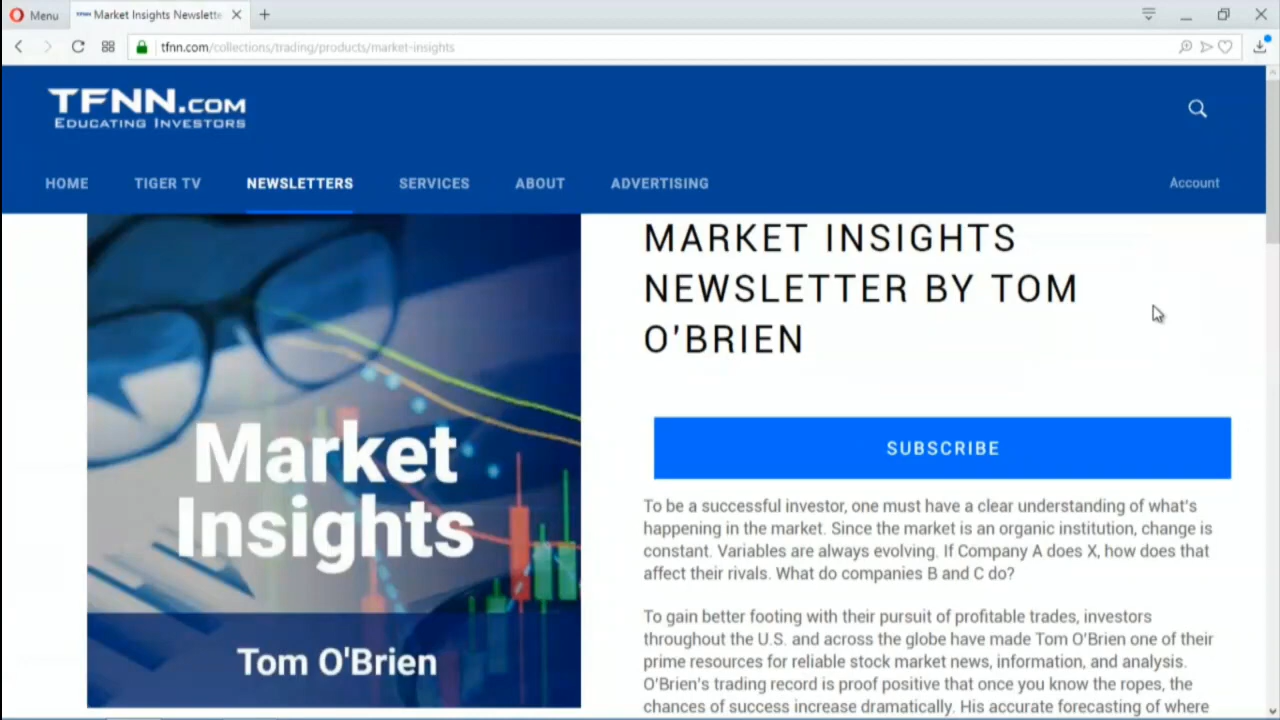 Menu
Market Insights Newslette
tfnn.com/collections/trading/products/market-insights
TFNN.COM
EDUCATING INVESTORS
HOME
TIGER TV
NEWSLETTERS
SERVICES
ABOUT
ADVERTISING
Account
Market
Insights
Tom O'Brien
MARKET INSIGHTS
NEWSLETTER BY TOM
O'BRIEN
SUBSCRIBE
To be a successful investor, one must have a clear understanding of what's
happening in the market. Since the market is an organic institution, change is
constant. Variables are always evolving. If Company A does X, how does that
affect their rivals. What do companies B and C do?
To gain better footing with their pursuit of profitable trades, investors
throughout the U.S. and across the globe have made Tom O'Brien one of their
prime resources for reliable stock market news, information, and analysis.
O'Brien's trading record is proof positive that once you know the ropes, the
chances of success increase dramatically. His accurate forecasting of where